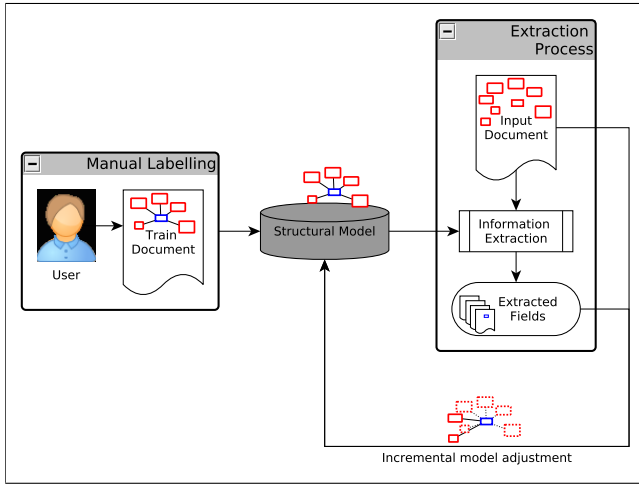 Extraction
Process
Input
Document
Manual Labelling
Train
Document
User
Structural Model
Information
Extraction
Extracted
Fields
Incremental model adjustment